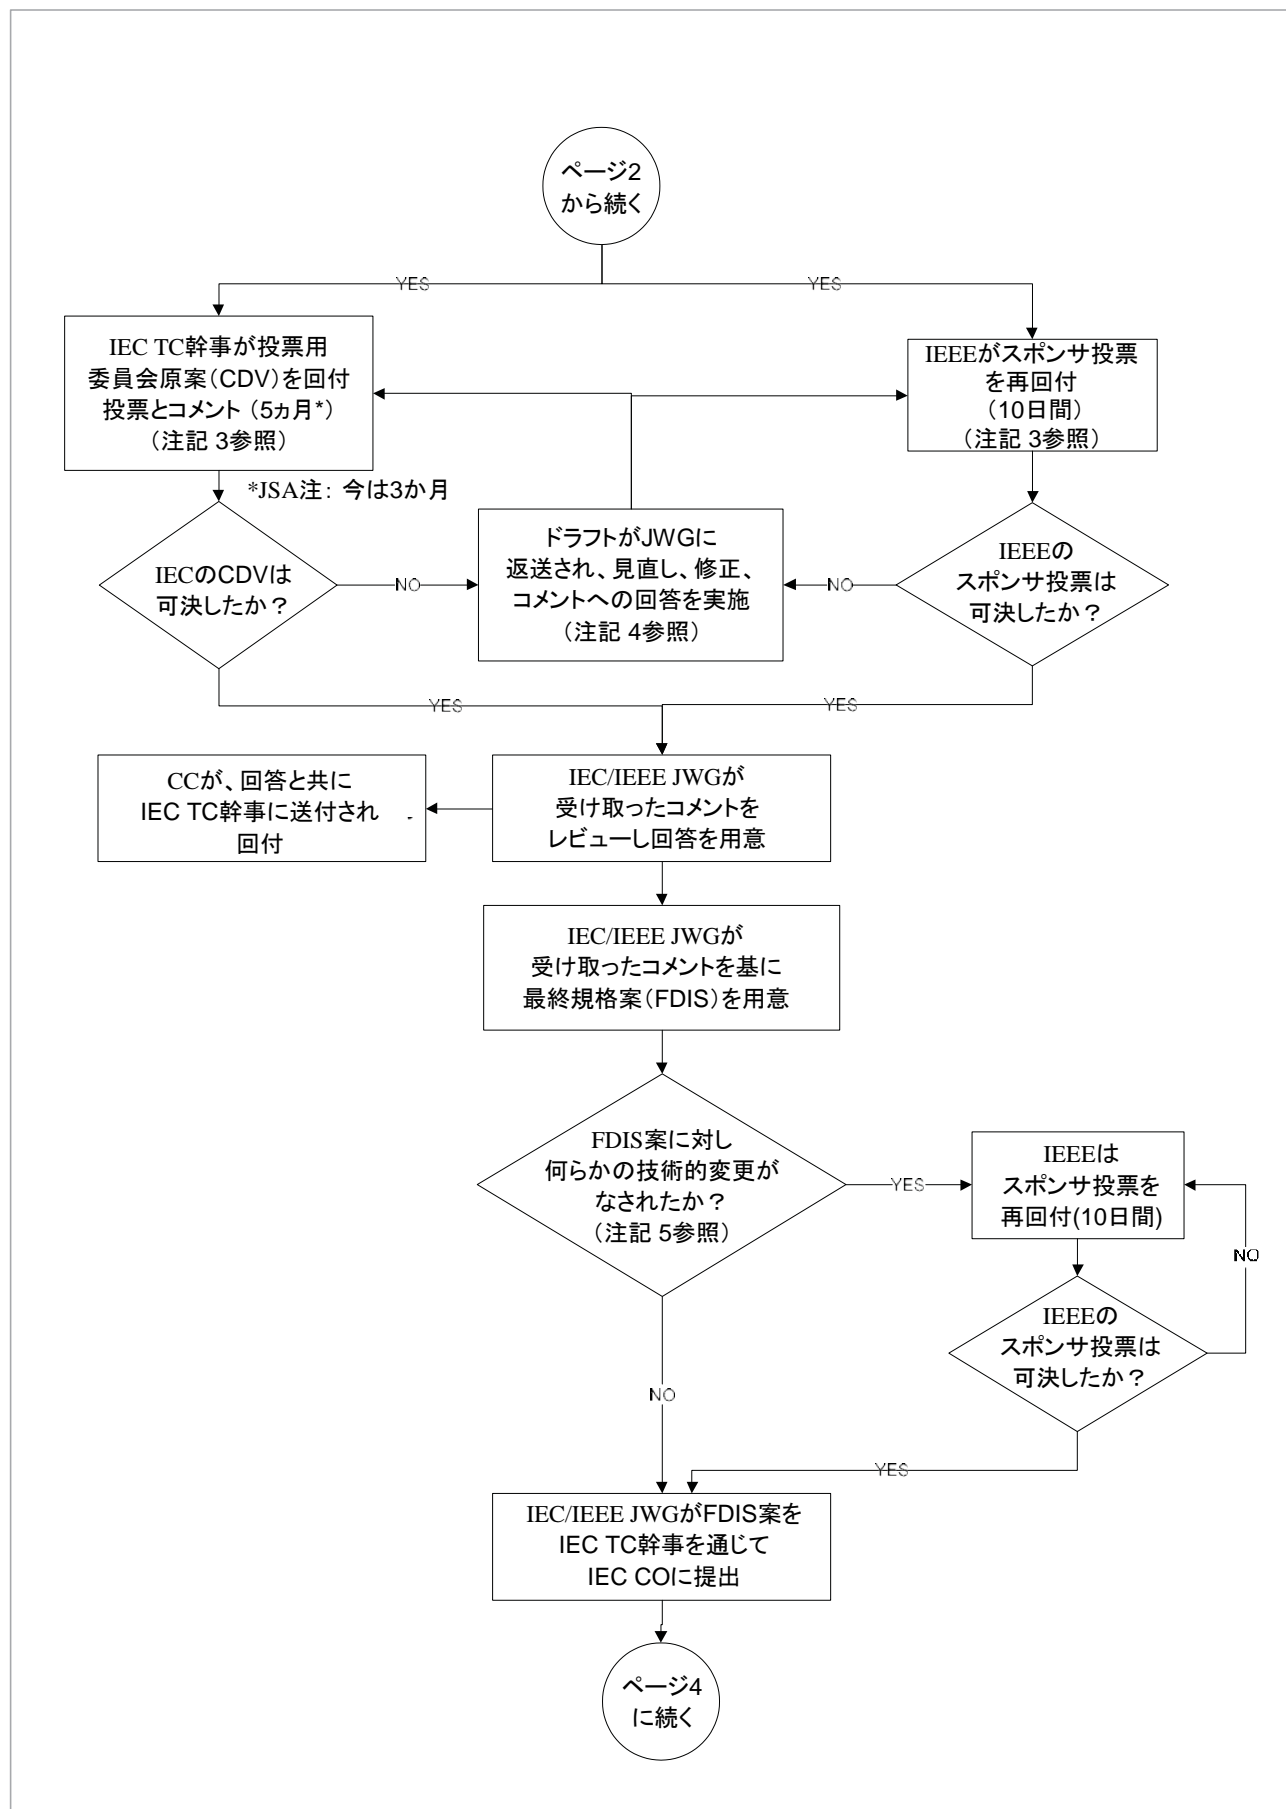 ページ2
から続く
YES
YES
IEC TC幹事が投票用
委員会原案（CDV）を回付
投票とコメント （5ヵ月*）
（注記 3参照）
IEEEがスポンサ投票
を再回付
（10日間）
（注記 3参照）
*JSA注： 今は3か月
IECのCDVは
可決したか？
NO
ドラフトがJWGに
返送され、見直し、修正、
コメントへの回答を実施
（注記 4参照）
NO
IEEEの
スポンサ投票は
可決したか？
YES
YES
CCが、回答と共に
IEC TC幹事に送付され
回付
IEC/IEEE JWGが
受け取ったコメントを
レビューし回答を用意
IEC/IEEE JWGが
受け取ったコメントを基に
最終規格案（FDIS）を用意
FDIS案に対し
何らかの技術的変更が
なされたか？
（注記 5参照）
YES
IEEEは
スポンサ投票を
再回付(10日間)
NO
IEEEの
スポンサ投票は
可決したか？
NO
YES
IEC/IEEE JWGがFDIS案を
IEC TC幹事を通じて
IEC COに提出
ページ4
に続く